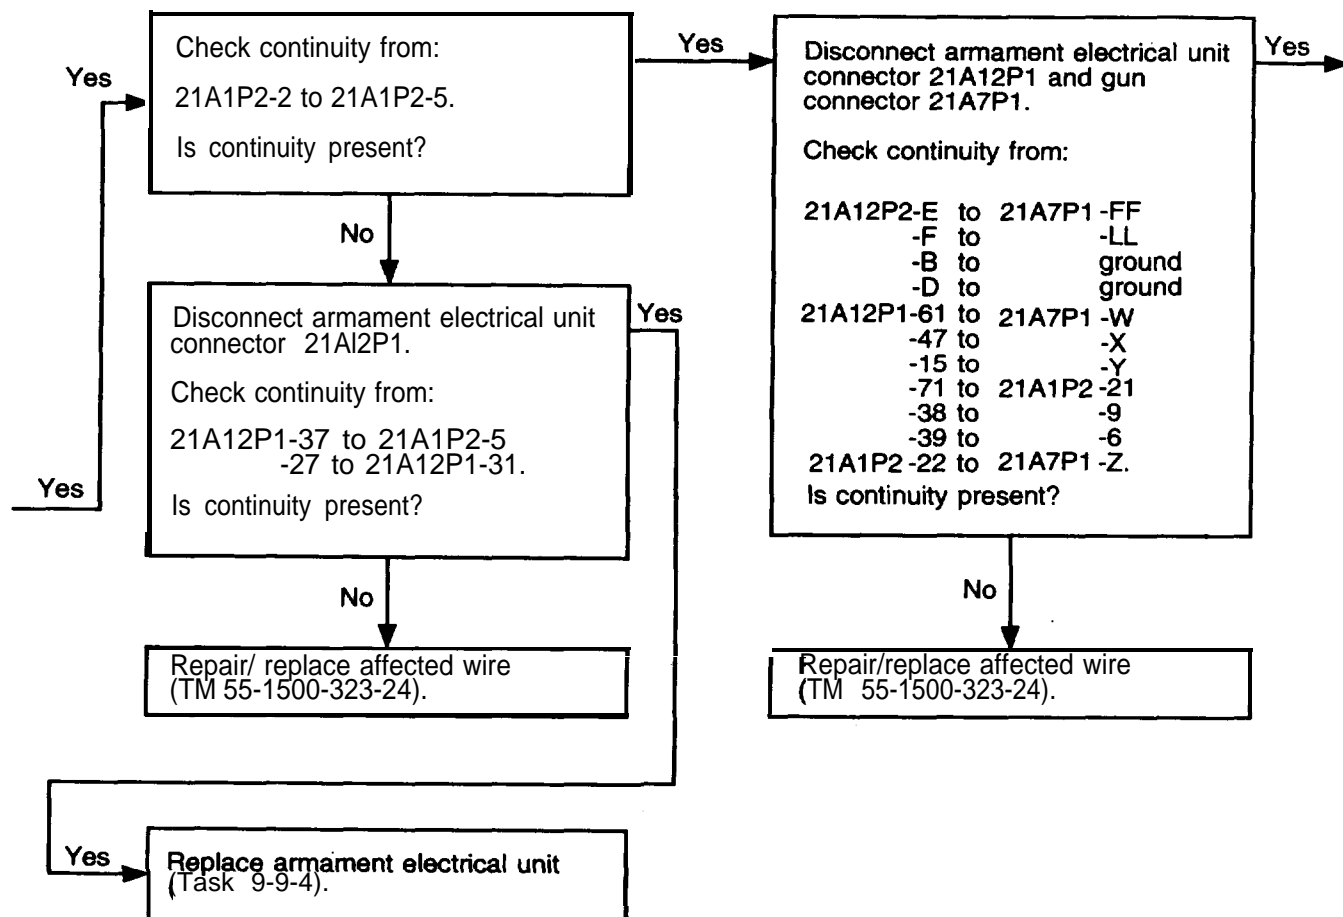 Yes
Yes
Check continuity from:
21A1P2-2 to 21A1P2-5.
Is continuity present?
Yes
No
Disconnect armament electrical unit
connector 21AI2P1.
Check continuity from:
21A12P1-37 to 21A1P2-5
-27 to 21A12P1-31.
Is continuity present?
Yes
No
Repair/ replace affected wire
(TM 55-1500-323-24).
Yes
Replace armament electrical unit
(Task 9-9-4).
Disconnect armament electrical unit
connector 21A12P1 and gun
connector 21A7P1.
Check continuity from:
21A12P2-E to 21A7P1 -FF
-F to -LL
-B to ground
-D to ground
21A12P1-61 to 21A7P1 -W
-47 to -X
-15 to -Y
-71 to 21A1P2 -21
-38 to -9
-39 to -6
21A1P2 -22 to 21A7P1 -Z.
Is continuity present?
Yes
No
Repair/replace affected wire
(TM 55-1500-323-24).